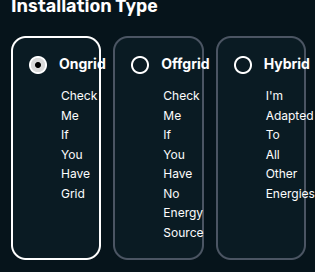 Installation Type
Ongrid
Check
Me
If
You
Have
Grid
Offgrid
Check
Me
If
You
Have
No
Energy
Source
Hybrid
I'm
Adapted
To
All
Other
Energies